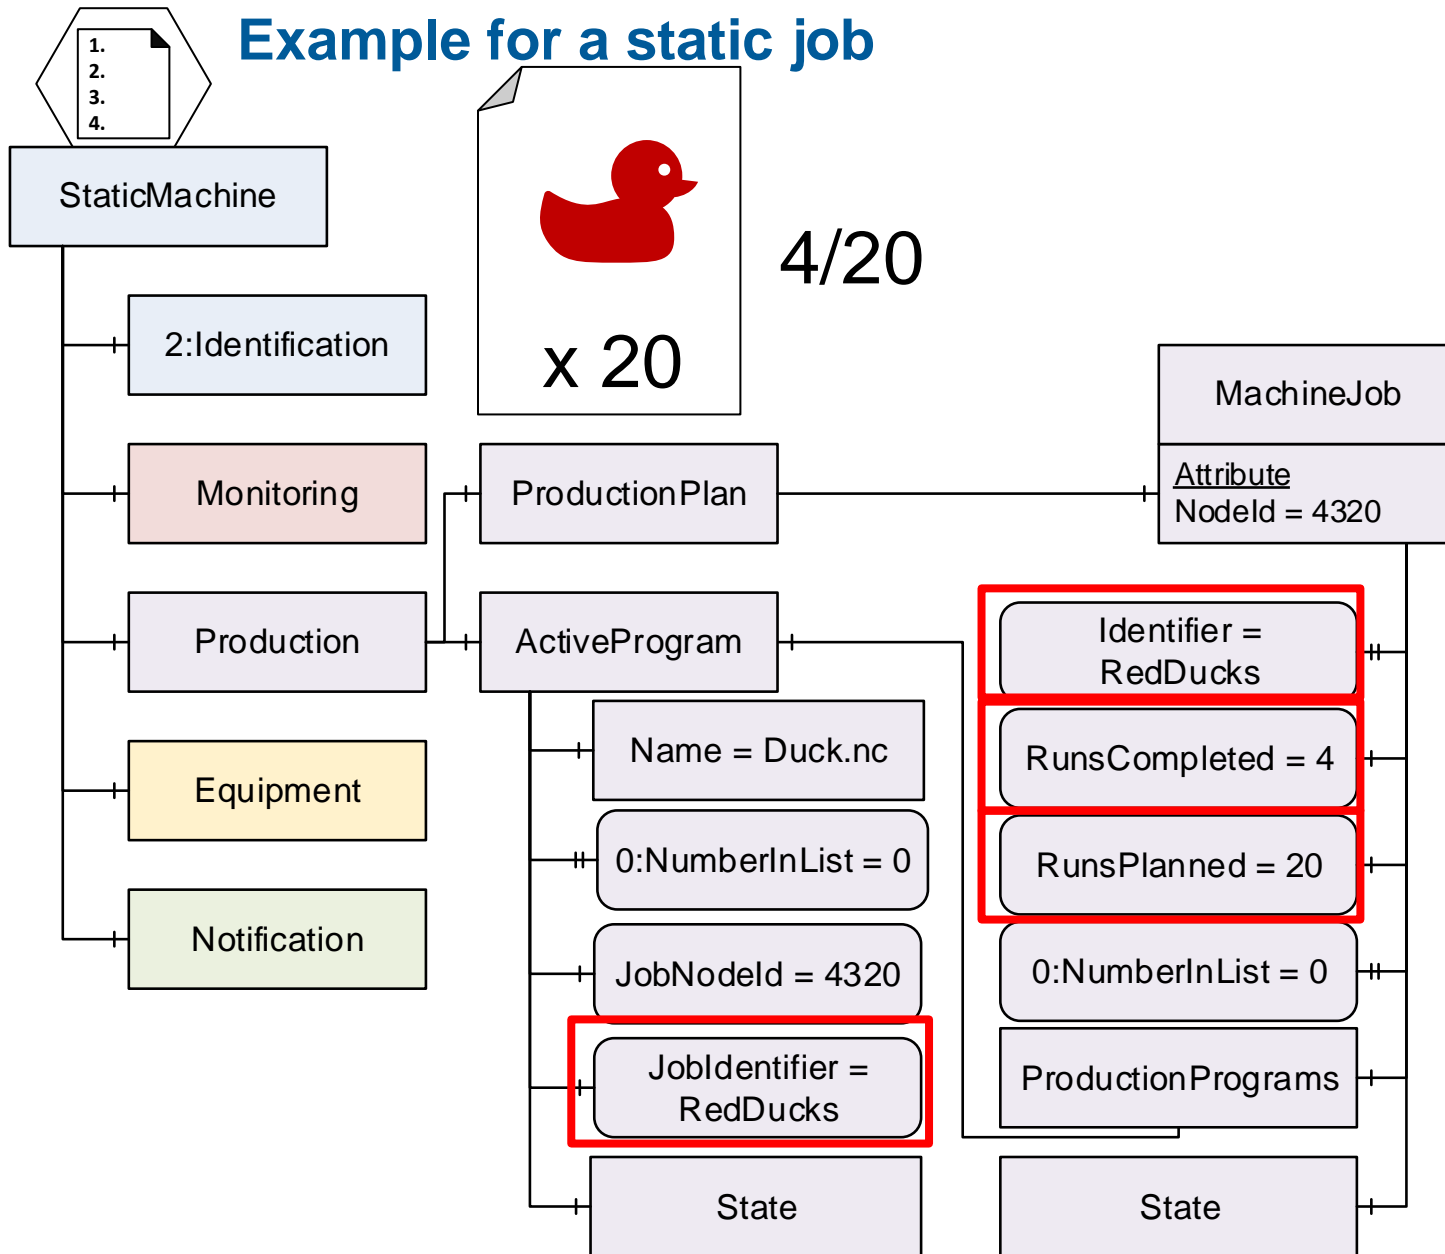 Example for a static job
1.
2.
3.
4.
StaticMachine
4/20
x 20
2:Identification
MachineJob
Attribute
NodeId = 4320
Monitoring
ProductionPlan
Production
ActiveProgram
Identifier =
RedDucks
Name = Duck.nc
RunsCompleted = 4
Equipment
0:NumberInList = 0
RunsPlanned = 20
Notification
JobNodeId = 4320
0:NumberInList = 0
JobIdentifier =
RedDucks
ProductionPrograms
State
State